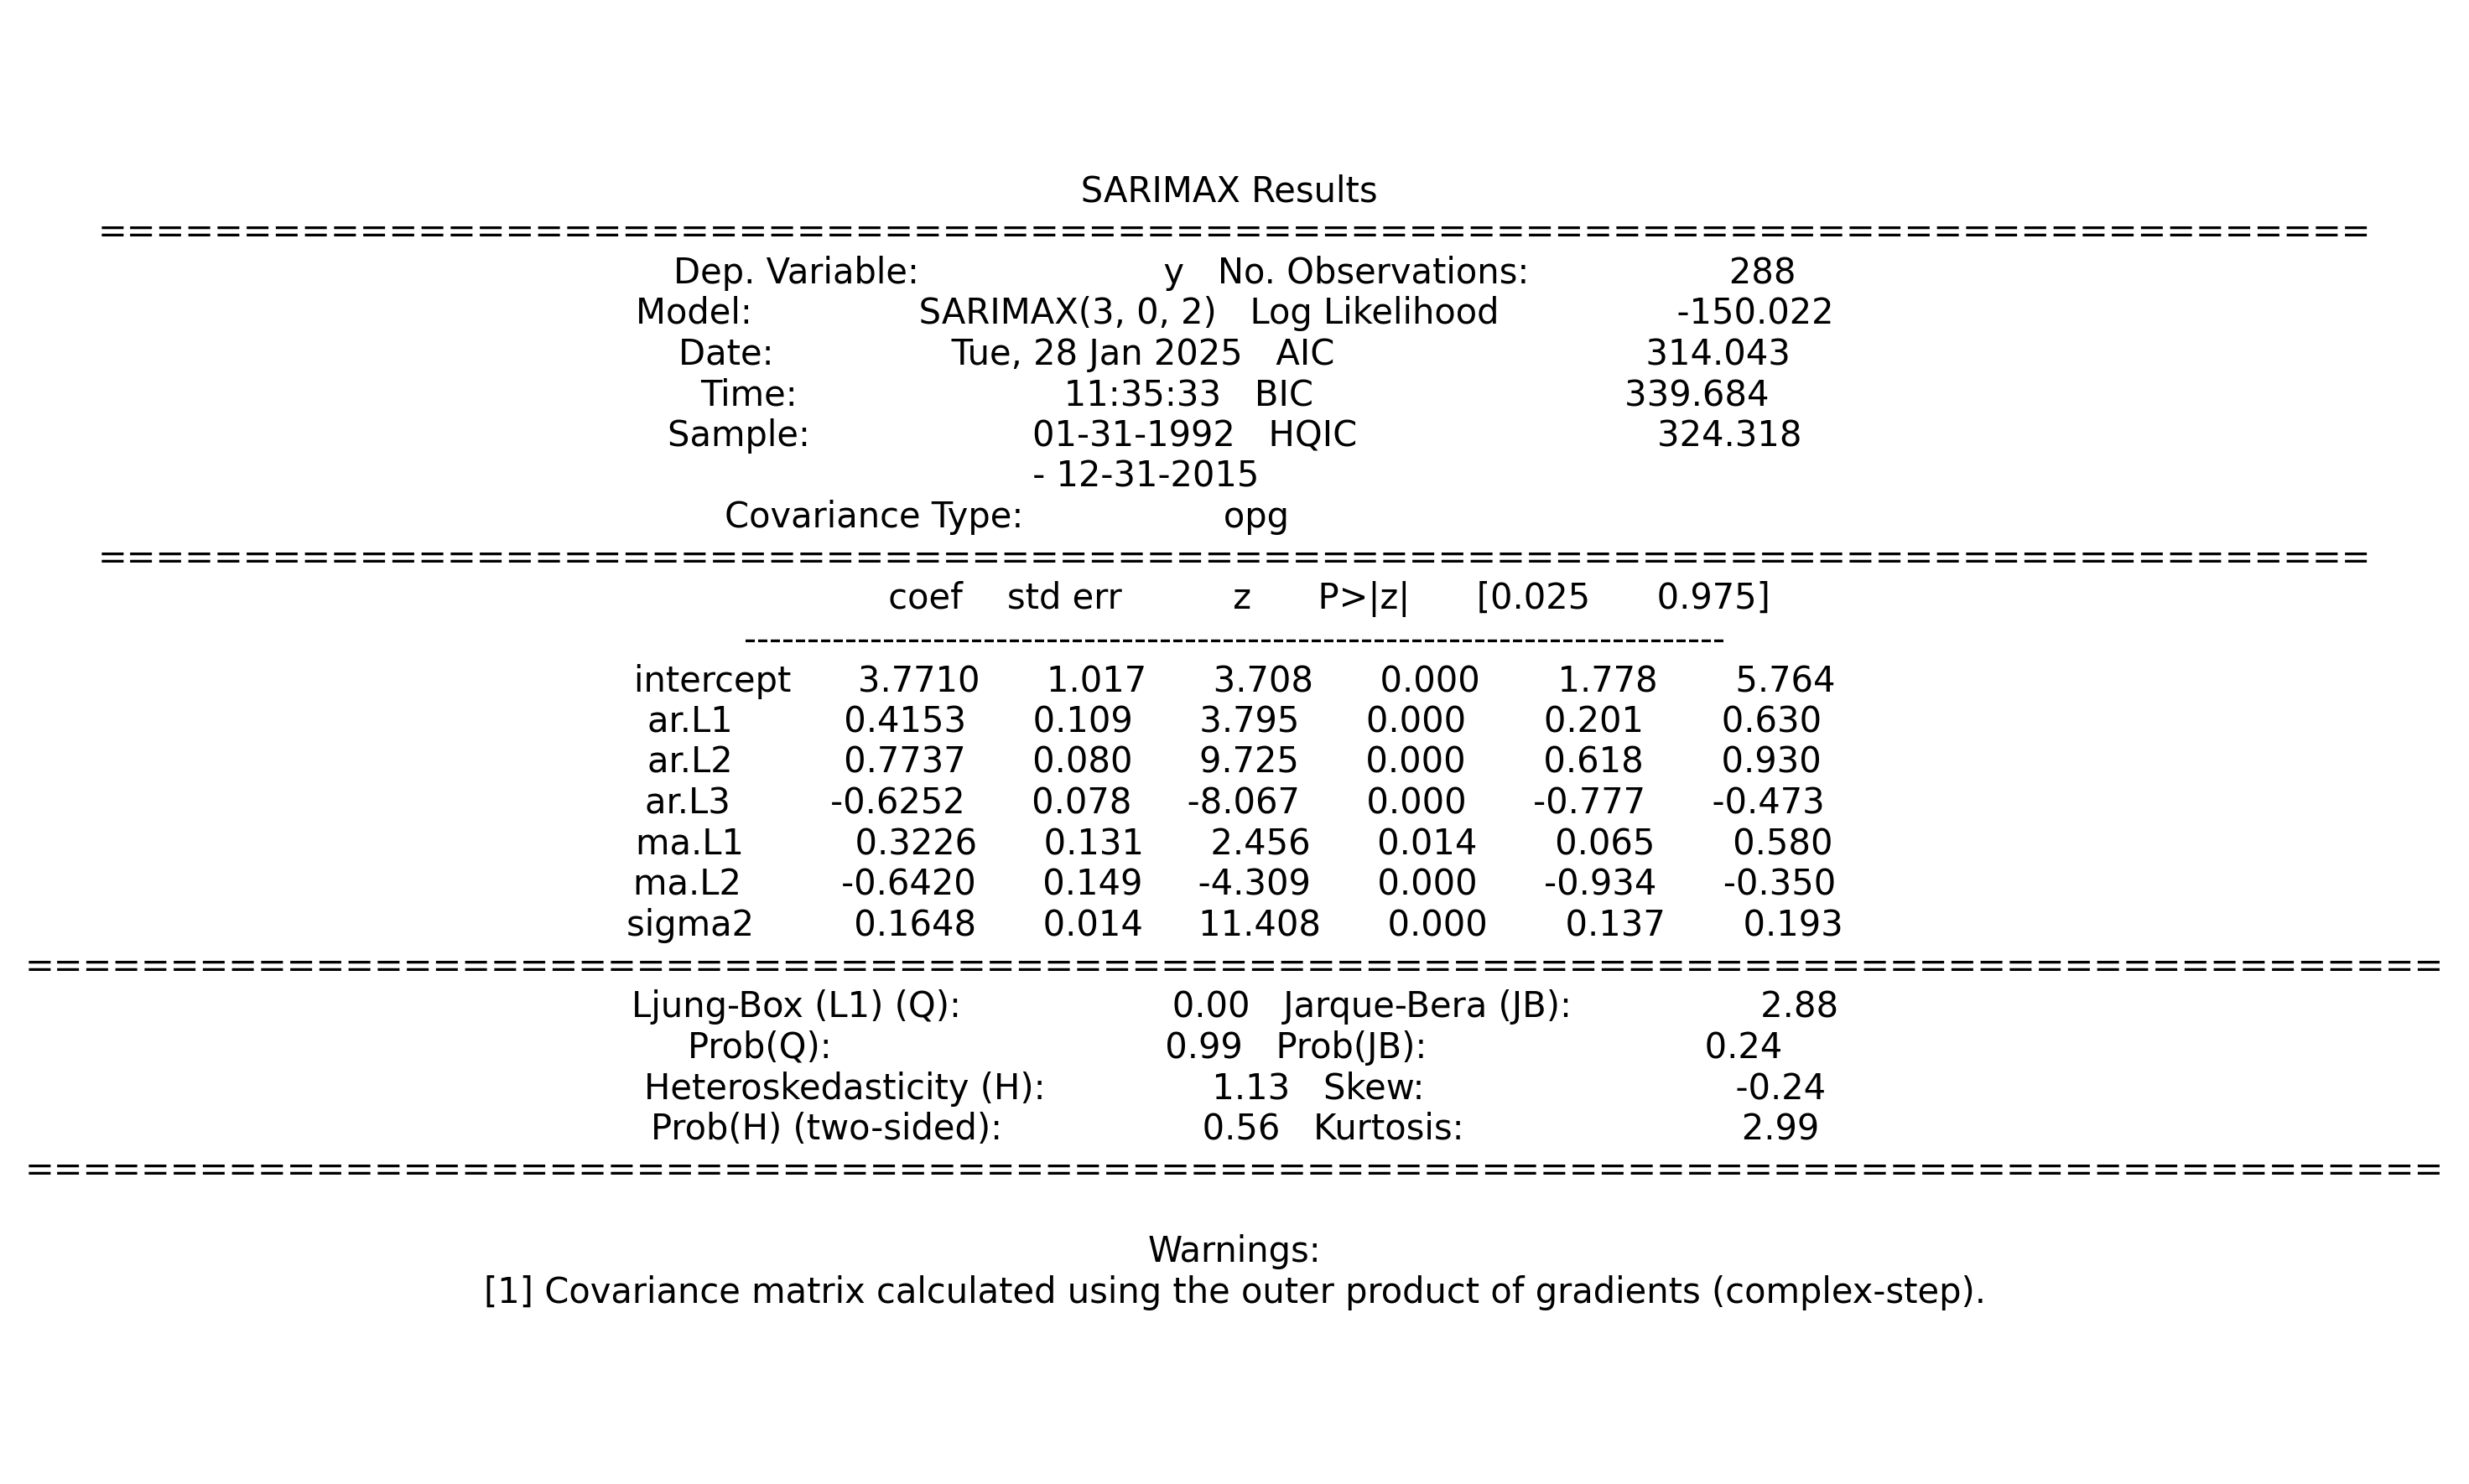 SARIMAX Results
==============================================================================
Dep. Variable:                      y   No. Observations:                  288
Model:               SARIMAX(3, 0, 2)   Log Likelihood                -150.022
Date:                Tue, 28 Jan 2025   AIC                            314.043
Time:                        11:35:33   BIC                            339.684
Sample:                    01-31-1992   HQIC                           324.318
- 12-31-2015
Covariance Type:                  opg
==============================================================================
coef    std err          z      P>|z|      [0.025      0.975]
------------------------------------------------------------------------------
intercept      3.7710      1.017      3.708      0.000       1.778       5.764
ar.L1          0.4153      0.109      3.795      0.000       0.201       0.630
ar.L2          0.7737      0.080      9.725      0.000       0.618       0.930
ar.L3         -0.6252      0.078     -8.067      0.000      -0.777      -0.473
ma.L1          0.3226      0.131      2.456      0.014       0.065       0.580
ma.L2         -0.6420      0.149     -4.309      0.000      -0.934      -0.350
sigma2         0.1648      0.014     11.408      0.000       0.137       0.193
===================================================================================
Ljung-Box (L1) (Q):                   0.00   Jarque-Bera (JB):                 2.88
Prob(Q):                              0.99   Prob(JB):                         0.24
Heteroskedasticity (H):               1.13   Skew:                            -0.24
Prob(H) (two-sided):                  0.56   Kurtosis:                         2.99
===================================================================================
Warnings:
[1] Covariance matrix calculated using the outer product of gradients (complex-step).